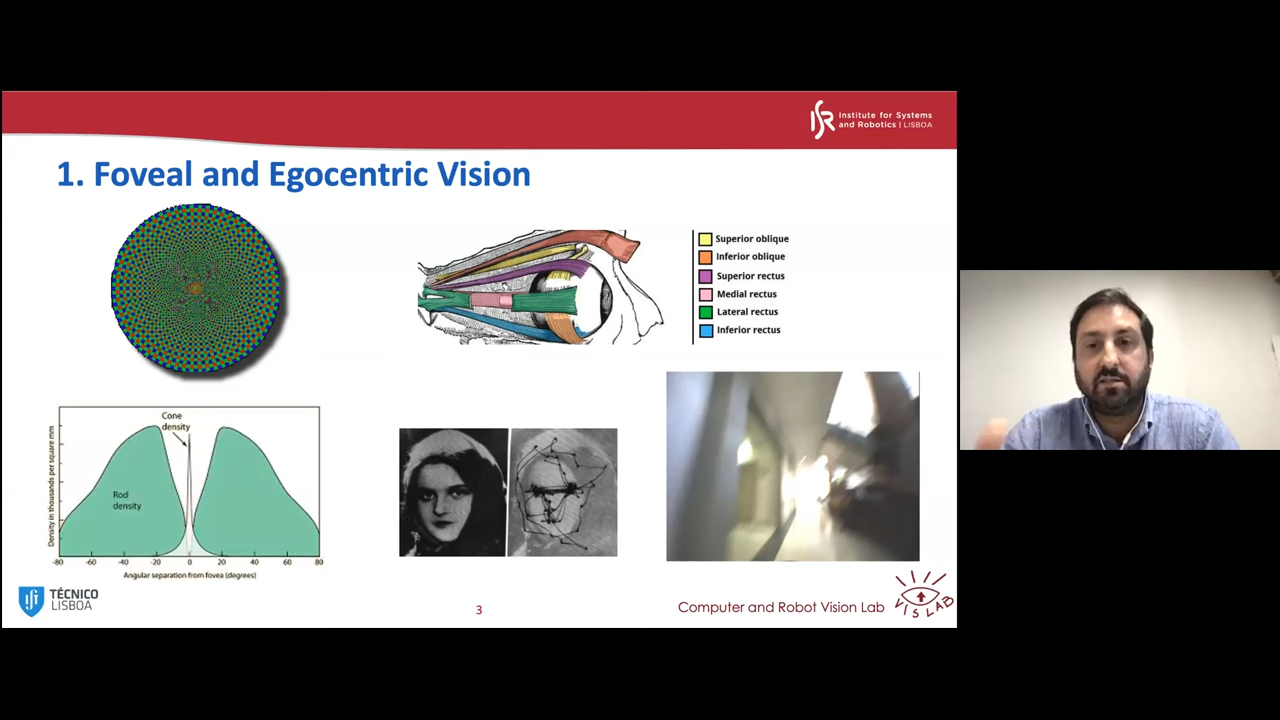 Institute for Systems
and Robotics | LISBOA
1. Foveal and Egocentric Vision
Superior oblique
Inferior oblique
Superior rectus
Medial rectus
Lateral rectus
Inferior rectus
Cone
density
Rod
density
Density in thousands per square mm
-80 -60 -40 -20 0 20 40 60 80
Angular separation from fovea (degrees)
TÉCNICO
LISBOA
3
Computer and Robot Vision Lab
VISLAB